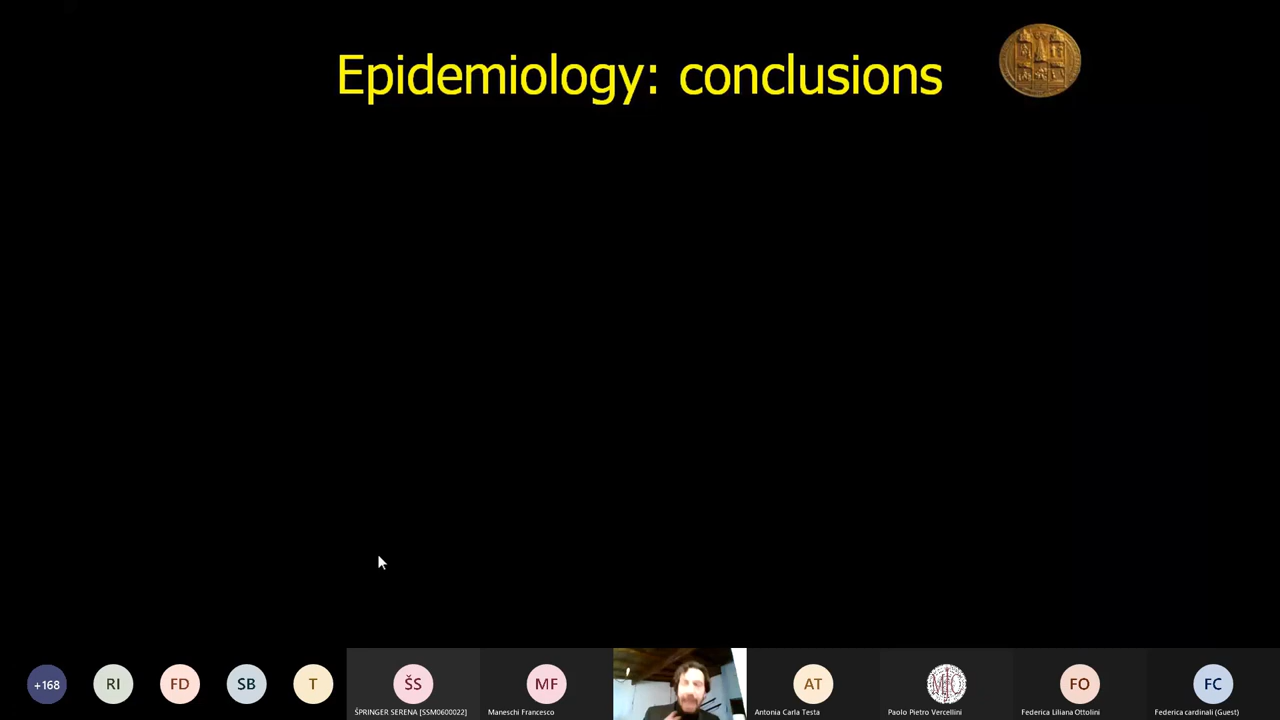 Epidemiology: conclusions
+168
RI
FD
SB
T
ŠS
MF
AT
FO
FC
ŠPRINGER SERENA [SSM0600022]
Maneschi Francesco
Antonia Carla Testa
Paolo Pietro Vercellini
Federica Liliana Ottolini
Federica cardinali (Guest)